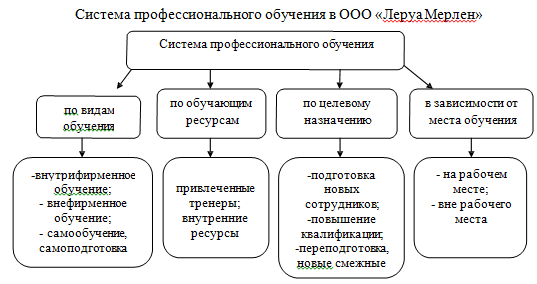 Система профессионального обучения в ООО «Леруа Мерлен»
Система профессионального обучения
по видам
обучения
по обучающим
ресурсам
по целевому
назначению
в зависимости от
места обучения
-внутрифирменное
обучение;
- внефирменное
обучение;
- самообучение,
самоподготовка
привлеченные
тренеры;
внутренние
ресурсы
-подготовка
новых
сотрудников;
-повышение
квалификации;
-переподготовка,
новые смежные
- на рабочем
месте;
- вне рабочего
места